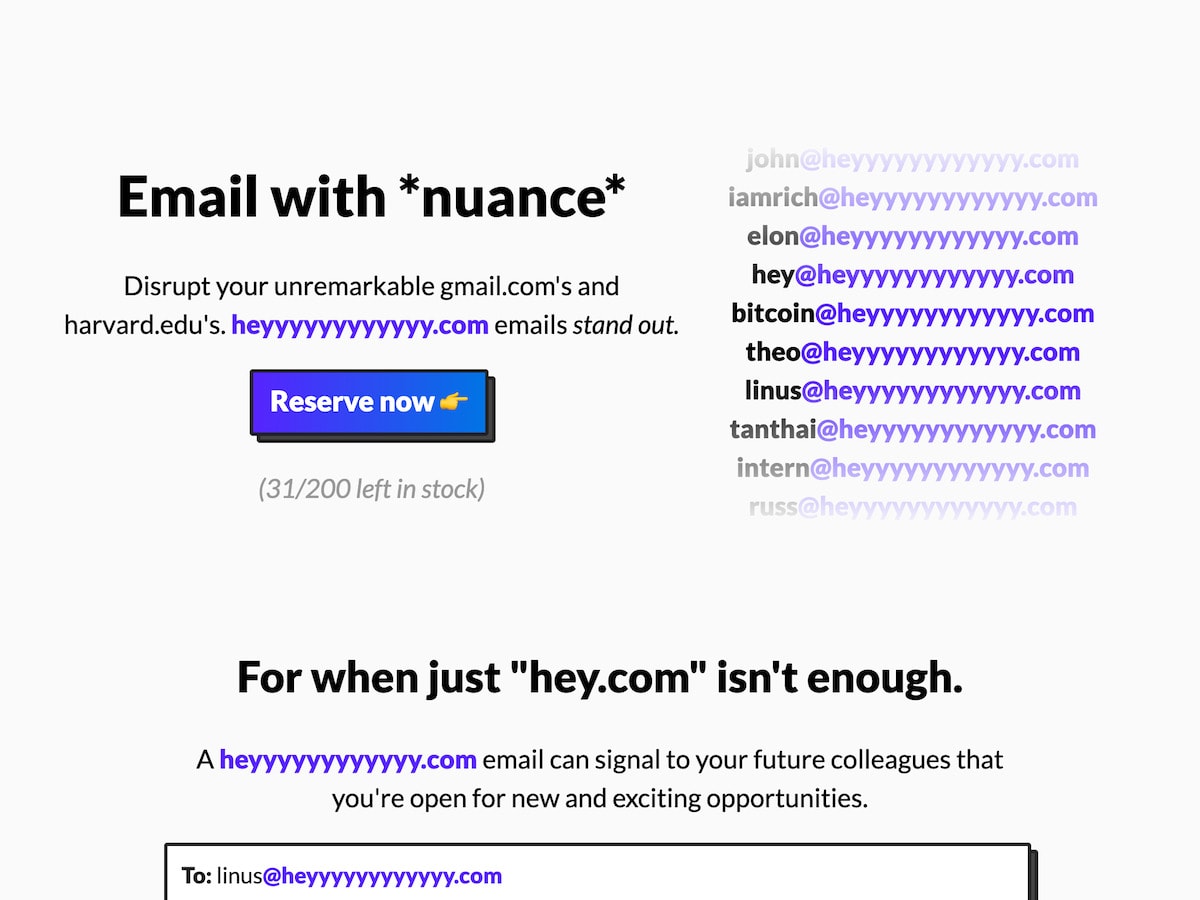 Email with *nuance*
Disrupt your unremarkable gmail.com's and
harvard.edu's. heyyyyyyyyyyyy.com emails stand out.
Reserve now 👉
(31/200 left in stock)
john@heyyyyyyyyyyyy.com
iamrich@heyyyyyyyyyyyy.com
elon@heyyyyyyyyyyyy.com
hey@heyyyyyyyyyyyy.com
bitcoin@heyyyyyyyyyyyy.com
theo@heyyyyyyyyyyyy.com
linus@heyyyyyyyyyyyy.com
tanthai@heyyyyyyyyyyyy.com
intern@heyyyyyyyyyyyy.com
russ@heyyyyyyyyyyyy.com
For when just "hey.com" isn't enough.
A heyyyyyyyyyyyy.com email can signal to your future colleagues that
you're open for new and exciting opportunities.
To: linus@heyyyyyyyyyyyy.com